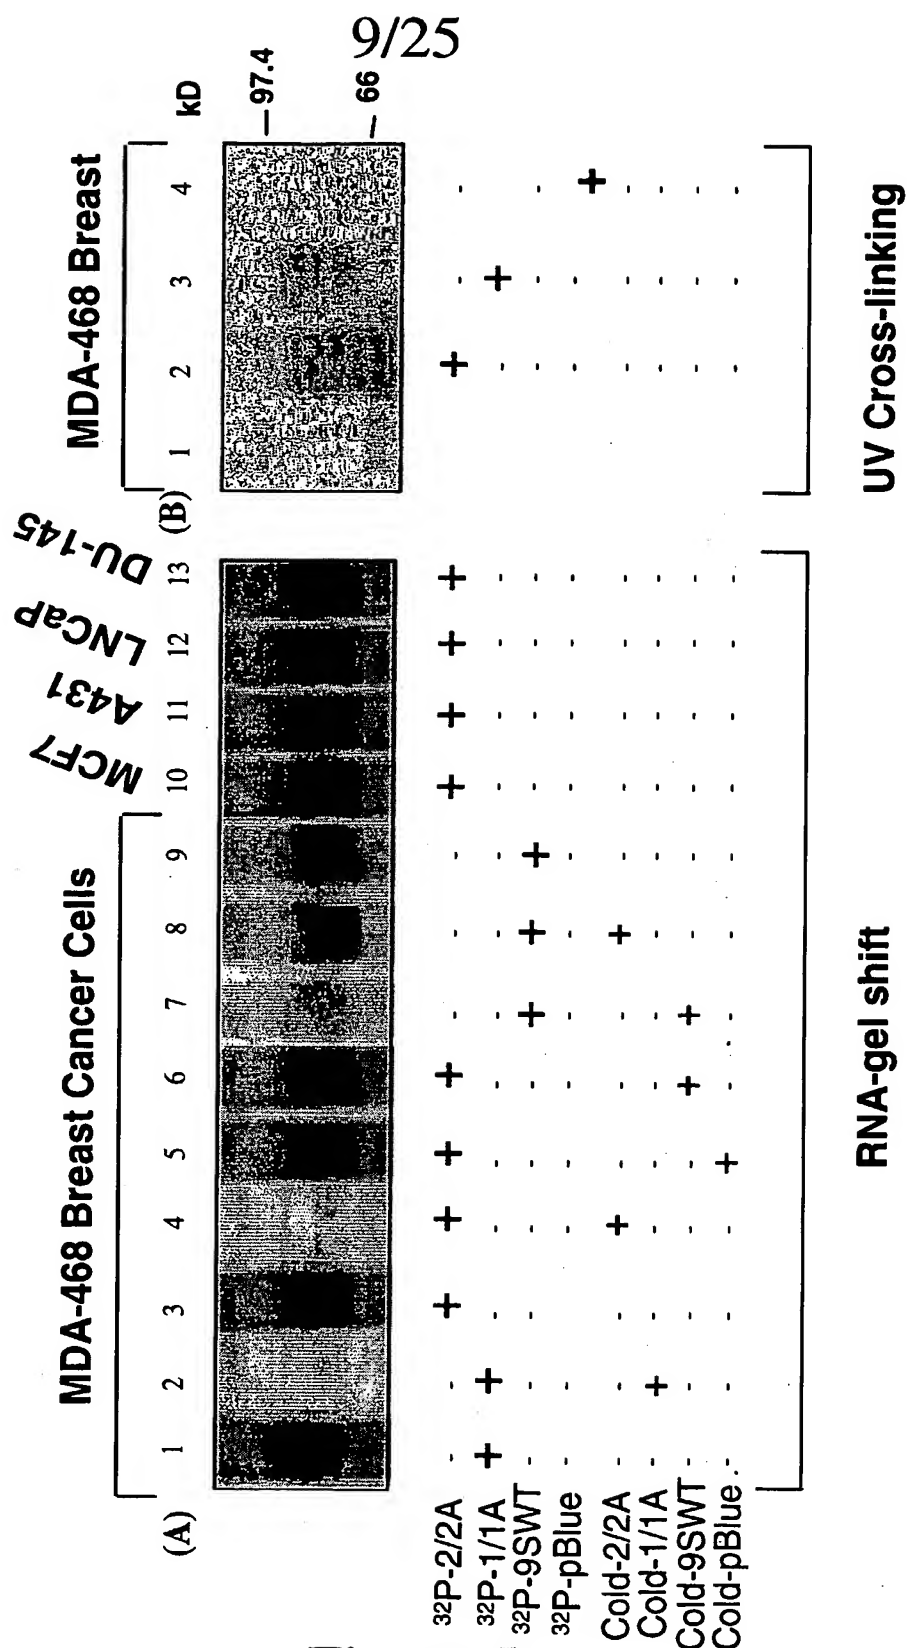 9/25
MDA-468 Breast Cancer Cells
MCF7
A431
LNCaP
DU-145
MDA-468 Breast
(A) 1 2 3 4 5 6 7 8 9 10 11 12 13
(B) 1 2 3 4 kD
– 97.4
– 66
³²P-2/2A - - + + + + - - - + + + + + - -
³²P-1/1A + + - - - - - - - - - - - - +
³²P-9SWT - - - - - - + + + - - - - - - -
³²P-pBlue - - - - - - - - - - - - - - - +
Cold-2/2A - - - + - - - + - - - - - - - -
Cold-1/1A - + - - - - - - - - - - - - - -
Cold-9SWT - - - - - + + - - - - - - - - -
Cold-pBlue - - - - + - - - - - - - - - - -
RNA-gel shift
UV Cross-linking